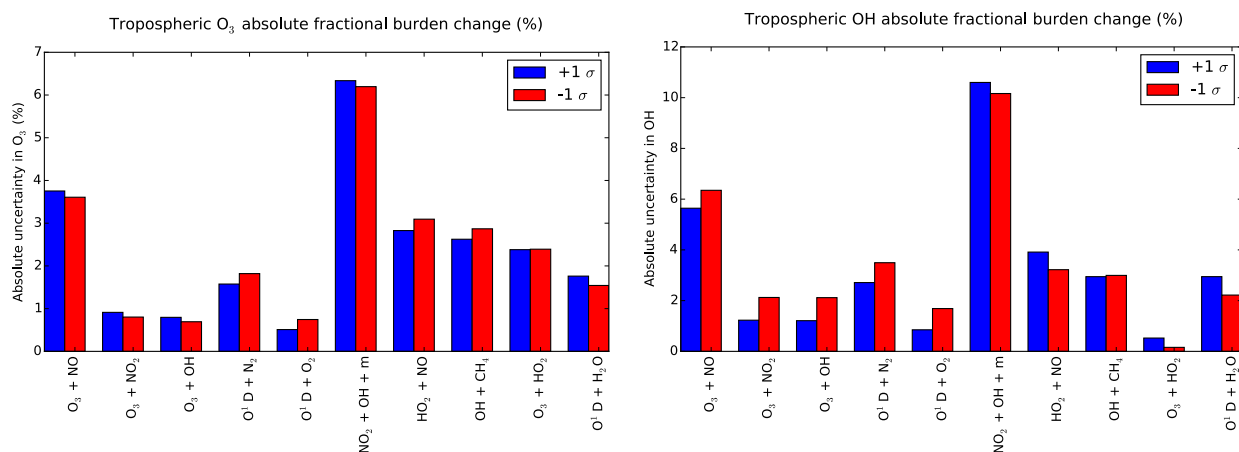 Tropospheric O₃ absolute fractional burden change (%)
Absolute uncertainty in O₃ (%)
7
6
5
4
3
2
1
0
+1 σ
-1 σ
O₃ + NO
O₃ + NO₂
O₃ + OH
O¹ D + N₂
O¹ D + O₂
NO₂ + OH + m
HO₂ + NO
OH + CH₄
O₃ + HO₂
O¹ D + H₂O
Tropospheric OH absolute fractional burden change (%)
Absolute uncertainty in OH
12
10
8
6
4
2
0
+1 σ
-1 σ
O₃ + NO
O₃ + NO₂
O₃ + OH
O¹ D + N₂
O¹ D + O₂
NO₂ + OH + m
HO₂ + NO
OH + CH₄
O₃ + HO₂
O¹ D + H₂O